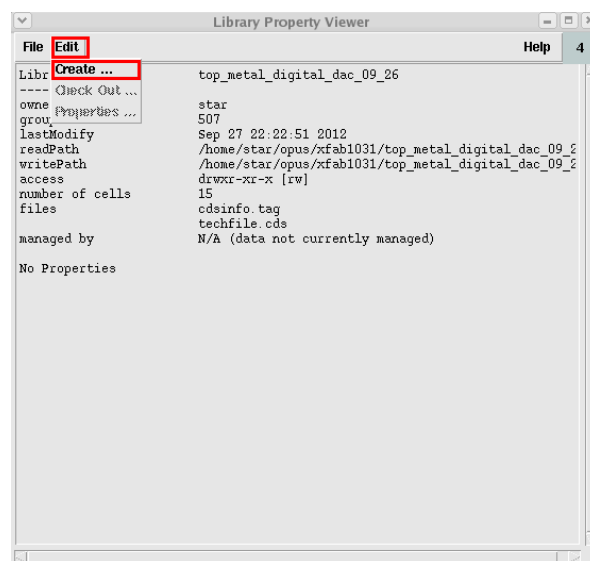 Library Property Viewer
File Edit Help 4
Create ...
Check Out ...
Properties ...
Libr top_metal_digital_dac_09_26
----
owne star
grou 507
lastModify Sep 27 22:22:51 2012
readPath /home/star/opus/xfab1031/top_metal_digital_dac_09_2
writePath /home/star/opus/xfab1031/top_metal_digital_dac_09_2
access drwxr-xr-x [rw]
number of cells 15
files cdsinfo.tag
techfile.cds
managed by N/A (data not currently managed)
No Properties